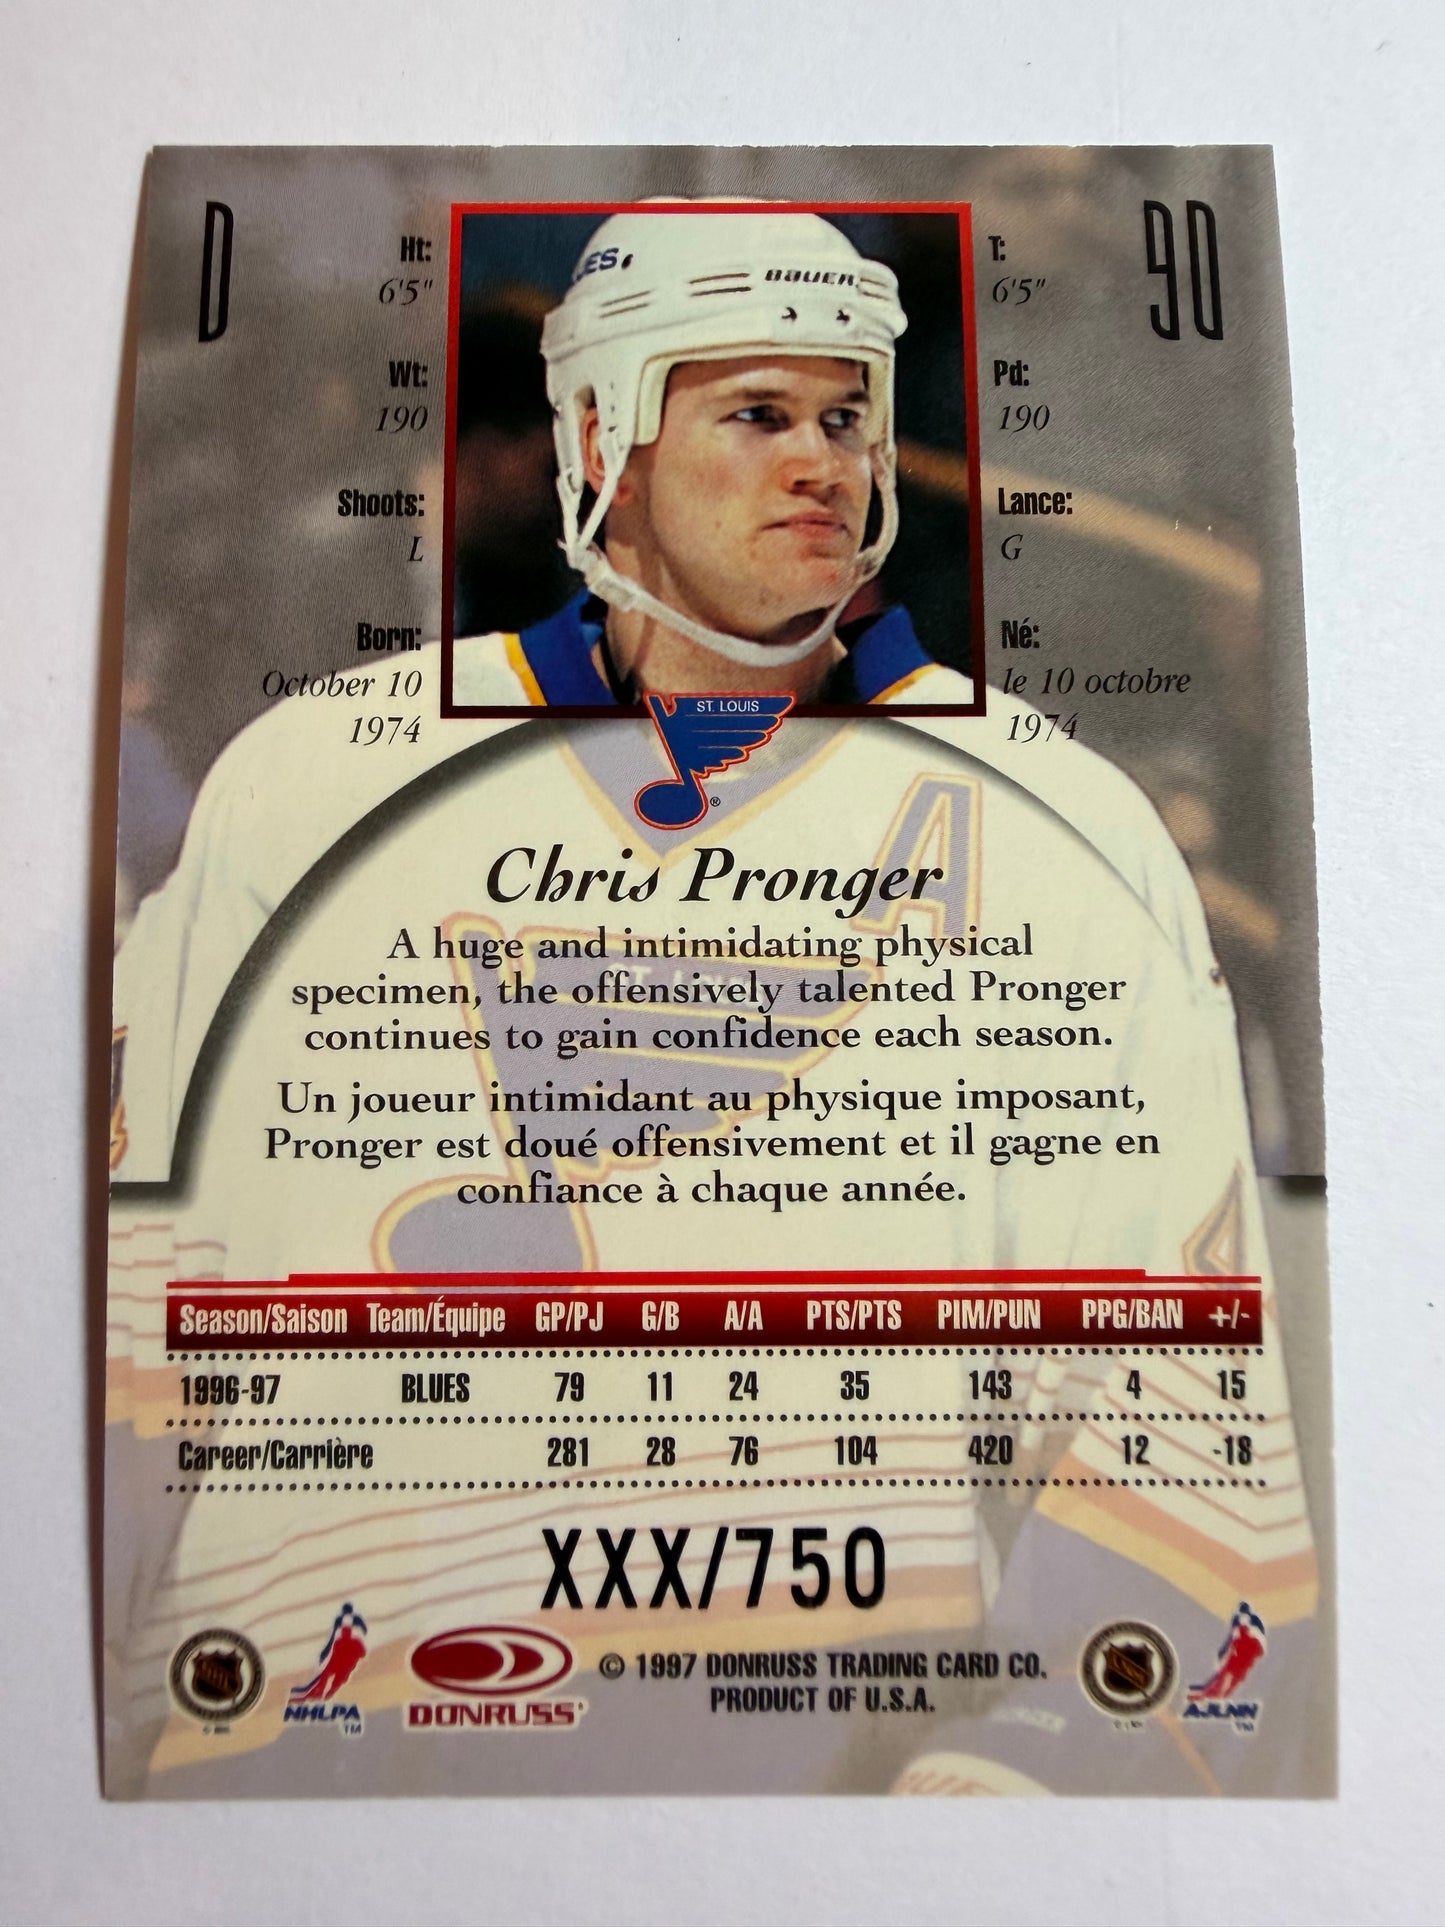 D
90
Ht:
6'5"
Wt:
190
Shoots:
L
Born:
October 10
1974
UES
BAUER
T:
6'5"
Pd:
190
Lance:
G
Né:
le 10 octobre
1974
ST. LOUIS
®
A
Chris Pronger
A huge and intimidating physical
specimen, the offensively talented Pronger
continues to gain confidence each season.
Un joueur intimidant au physique imposant,
Pronger est doué offensivement et il gagne en
confiance à chaque année.
Season/Saison Team/Équipe GP/PJ G/B A/A PTS/PTS PIM/PUN PPG/BAN +/-
1996-97 BLUES 79 11 24 35 143 4 15
Career/Carrière 281 28 76 104 420 12 -18
XXX/750
NHLPA
TM
DONRUSS
© 1997 DONRUSS TRADING CARD CO.
PRODUCT OF U.S.A.
AJLNH
TM